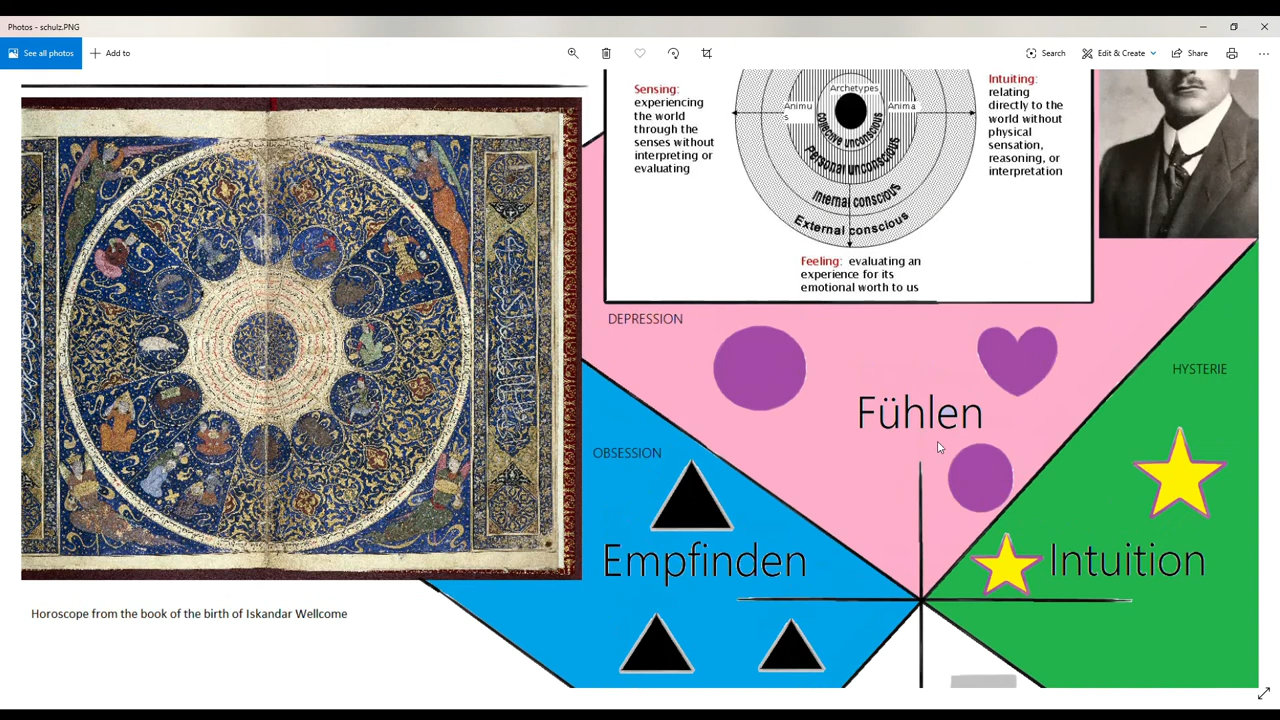 Photos - schulz.PNG
See all photos
Add to
Search
Edit & Create
Share
Sensing:
experiencing
the world
through the
senses without
interpreting or
evaluating
Archetypes
Animu
s
Anima
collective unconscious
Personal unconscious
Internal conscious
External conscious
Intuiting:
relating
directly to the
world without
physical
sensation,
reasoning, or
interpretation
Feeling: evaluating an
experience for its
emotional worth to us
DEPRESSION
HYSTERIE
Fühlen
OBSESSION
Empfinden
Intuition
Horoscope from the book of the birth of Iskandar Wellcome